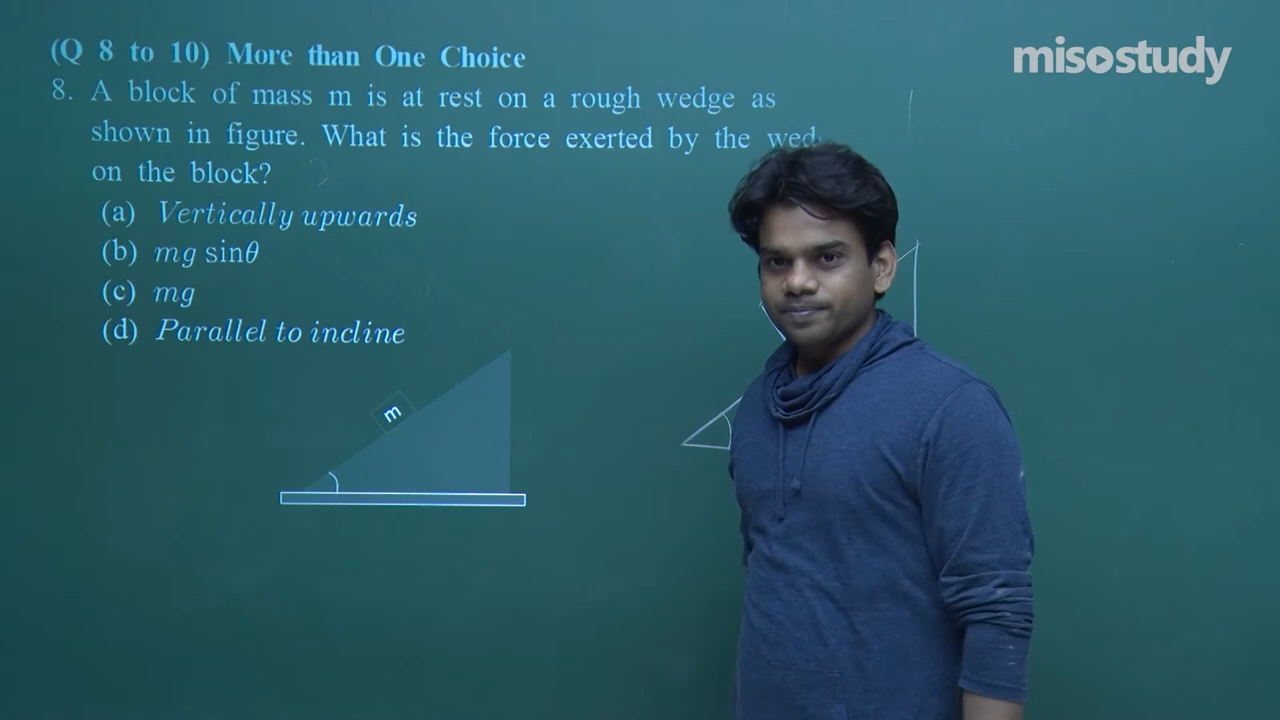 (Q 8 to 10) More than One Choice
misostudy
8. A block of mass m is at rest on a rough wedge as
shown in figure. What is the force exerted by the
on the block?
(a) Vertically upwards
(b) mg sinθ
(c) mg
(d) Parallel to incline
m